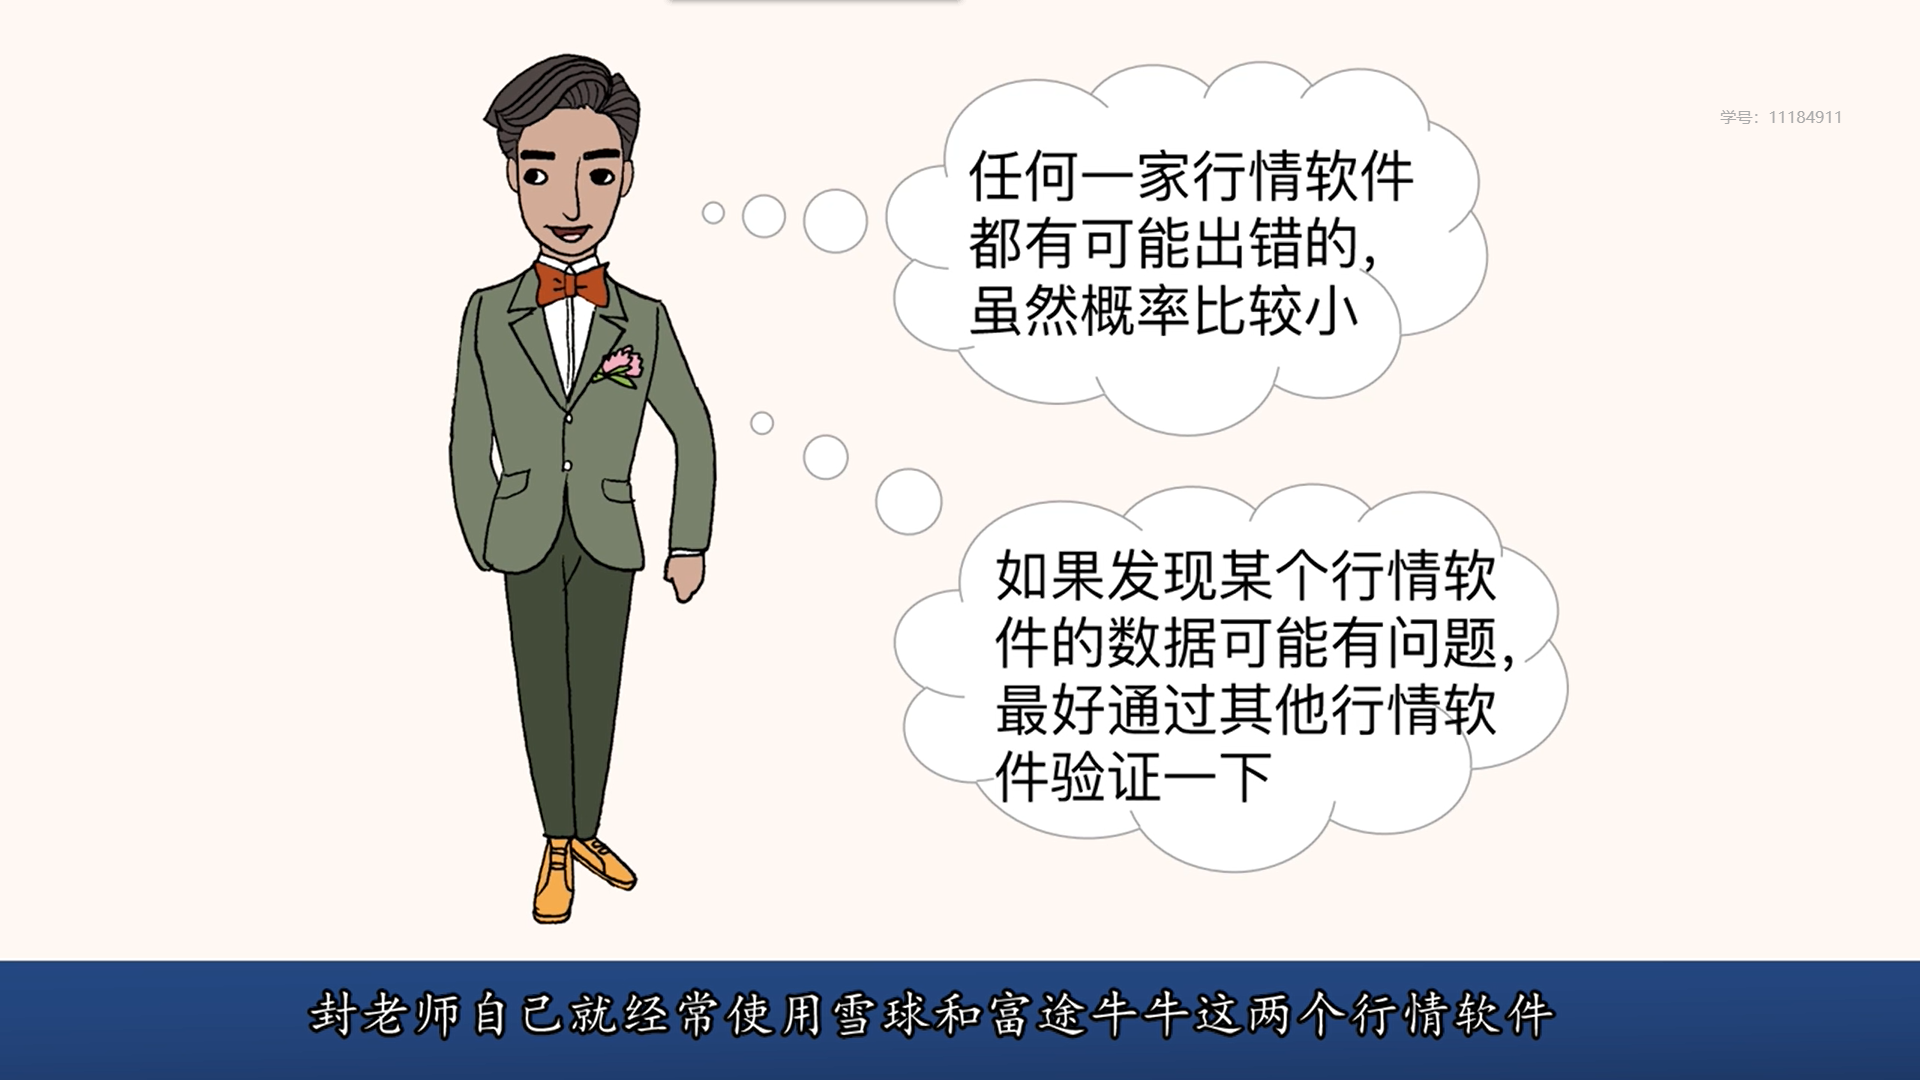 学号：11184911
任何一家行情软件
都有可能出错的，
虽然概率比较小
如果发现某个行情软
件的数据可能有问题，
最好通过其他行情软
件验证一下
封老师自己就经常使用雪球和富途牛牛这两个行情软件